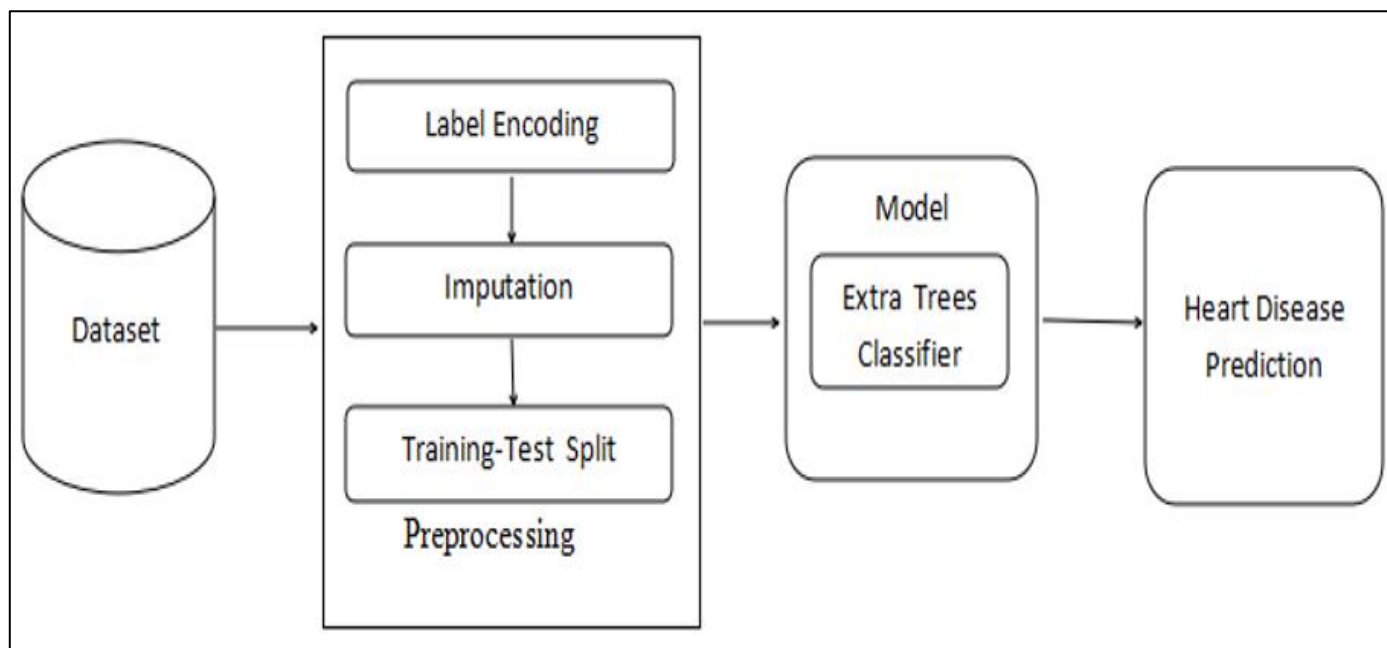 Dataset
Label Encoding
Imputation
Training-Test Split
Preprocessing
Model
Extra Trees
Classifier
Heart Disease
Prediction